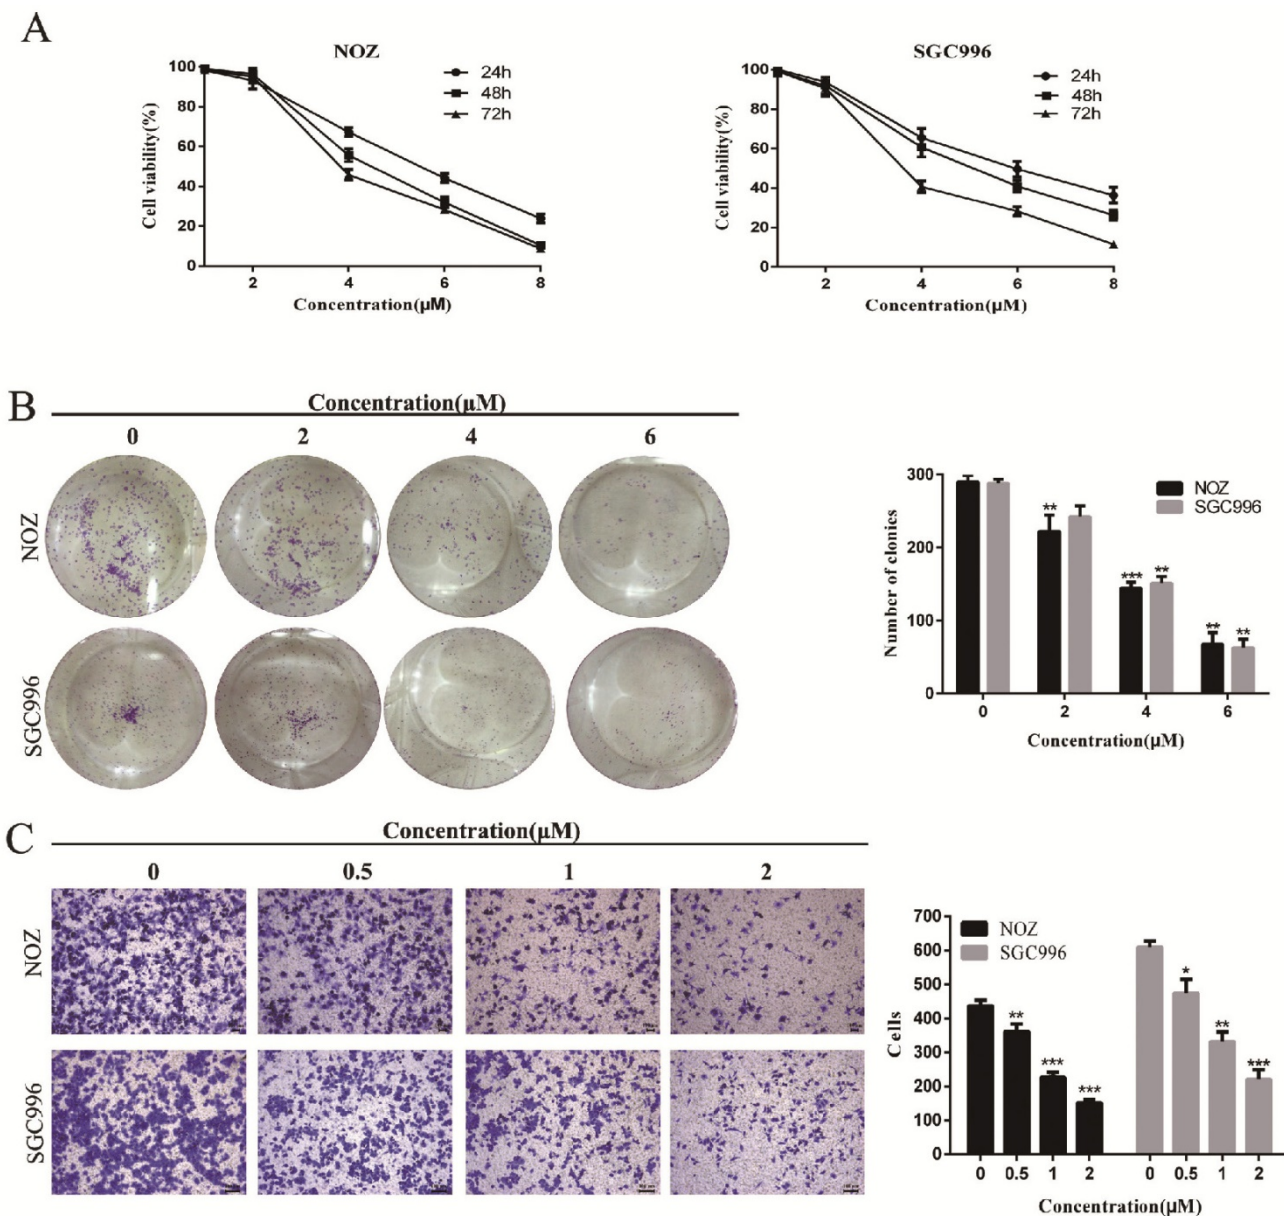 A
NOZ
Cell viability(%)
100
80
60
40
20
0
24h
48h
72h
2 4 6 8
Concentration(µM)
SGC996
Cell viability(%)
100
80
60
40
20
0
24h
48h
72h
2 4 6 8
Concentration(µM)
B
Concentration(µM)
0 2 4 6
NOZ
SGC996
Number of clonics
300
200
100
0
NOZ
SGC996
**
***
**
**
**
0 2 4 6
Concentration(µM)
C
Concentration(µM)
0 0.5 1 2
NOZ
SGC996
Cells
700
600
500
400
300
200
100
0
NOZ
SGC996
**
***
***
*
**
***
0 0.5 1 2 0 0.5 1 2
Concentration(µM)